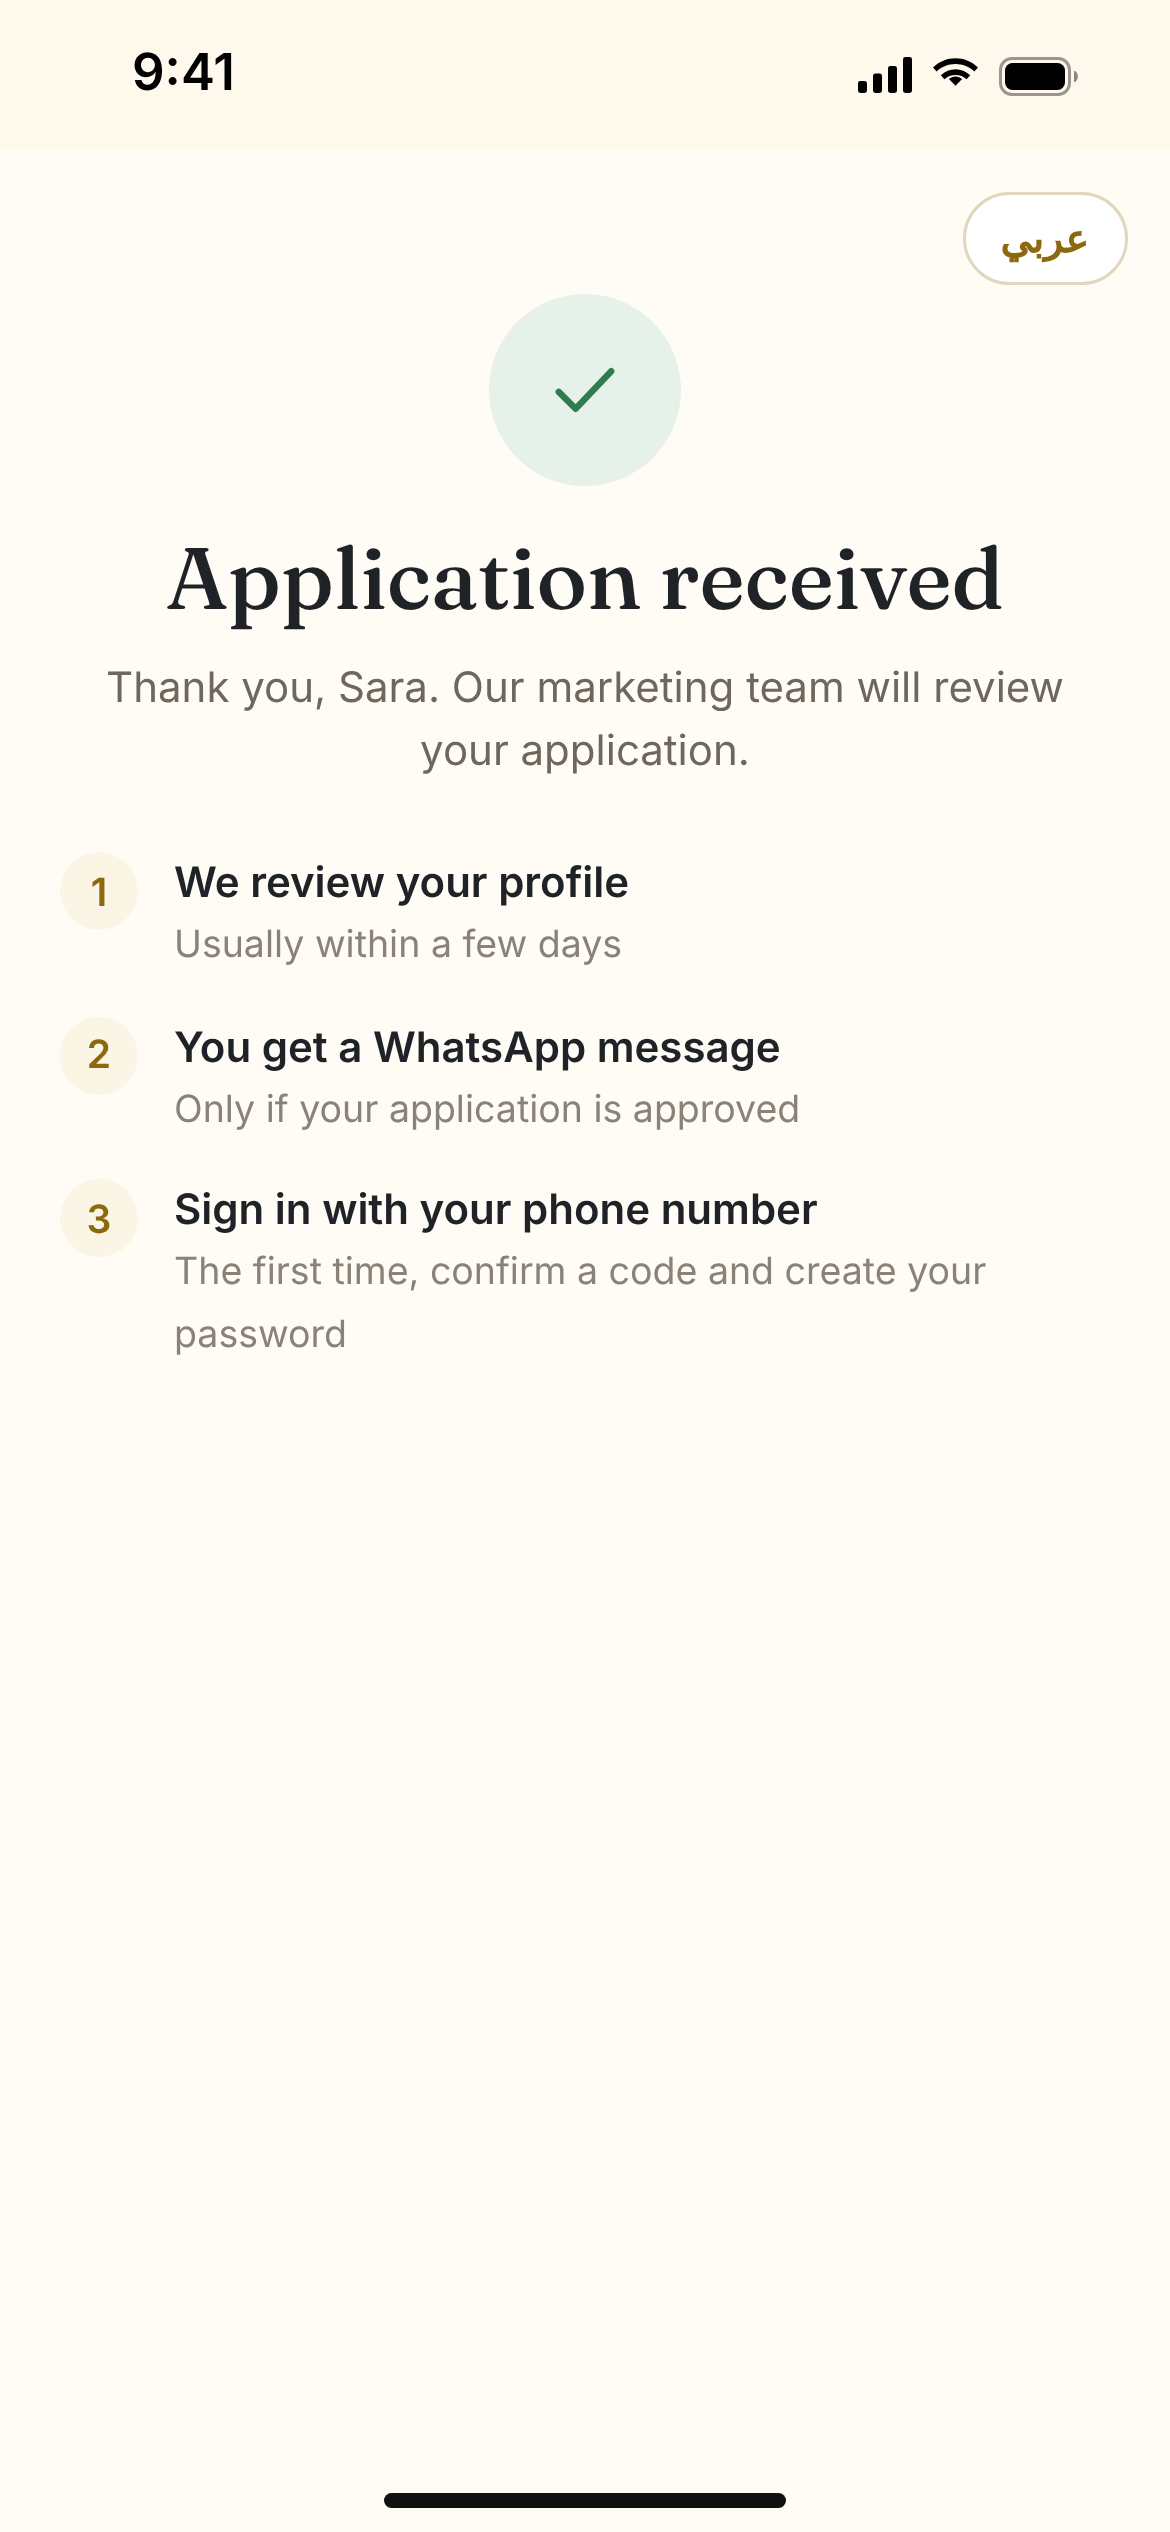 9:41
عربي
Application received
Thank you, Sara. Our marketing team will review
your application.
1
We review your profile
Usually within a few days
2
You get a WhatsApp message
Only if your application is approved
3
Sign in with your phone number
The first time, confirm a code and create your
password